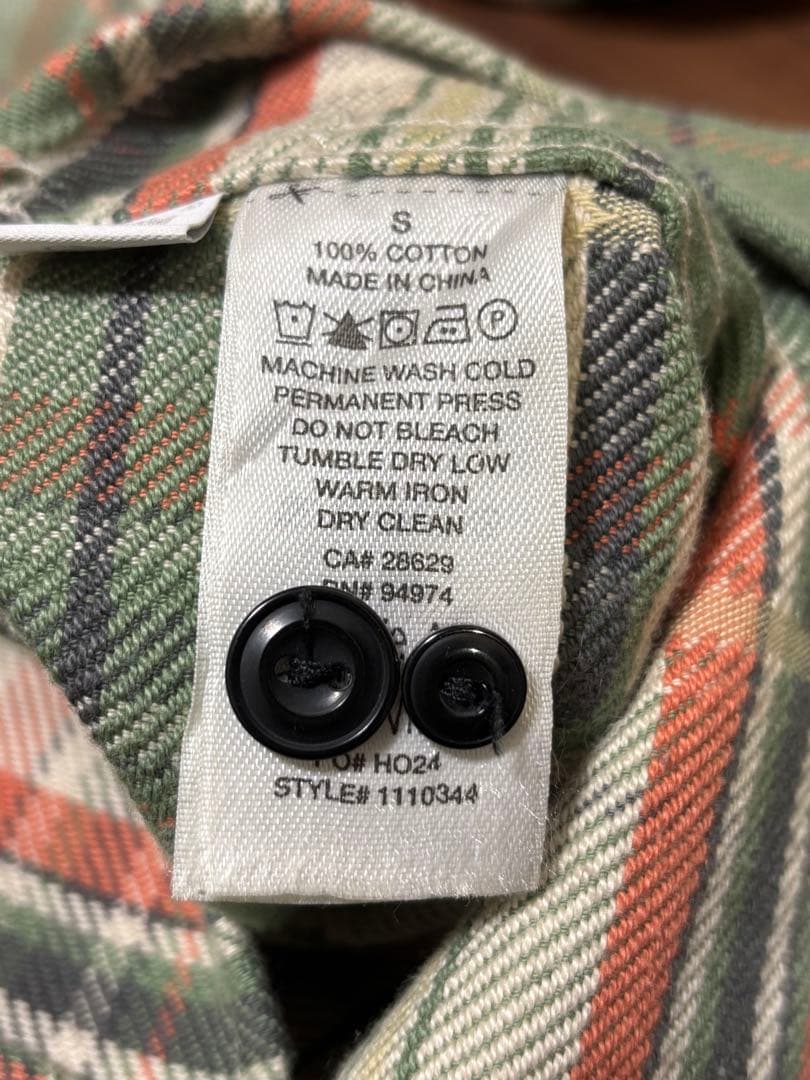 S
100% COTTON
MADE IN CHINA
P
MACHINE WASH COLD
PERMANENT PRESS
DO NOT BLEACH
TUMBLE DRY LOW
WARM IRON
DRY CLEAN
CA# 28629
RN# 94974
PO# HO24
STYLE# 1110344